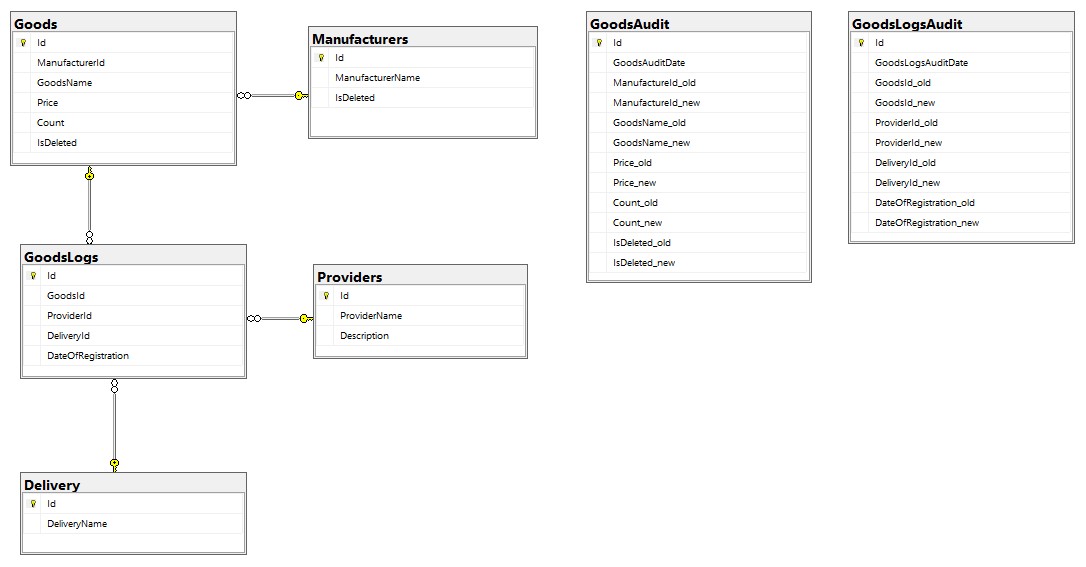 Goods
Id
ManufacturerId
GoodsName
Price
Count
IsDeleted
Manufacturers
Id
ManufacturerName
IsDeleted
GoodsAudit
Id
GoodsAuditDate
ManufactureId_old
ManufactureId_new
GoodsName_old
GoodsName_new
Price_old
Price_new
Count_old
Count_new
IsDeleted_old
IsDeleted_new
GoodsLogsAudit
Id
GoodsLogsAuditDate
GoodsId_old
GoodsId_new
ProviderId_old
ProviderId_new
DeliveryId_old
DeliveryId_new
DateOfRegistration_old
DateOfRegistration_new
GoodsLogs
Id
GoodsId
ProviderId
DeliveryId
DateOfRegistration
Providers
Id
ProviderName
Description
Delivery
Id
DeliveryName